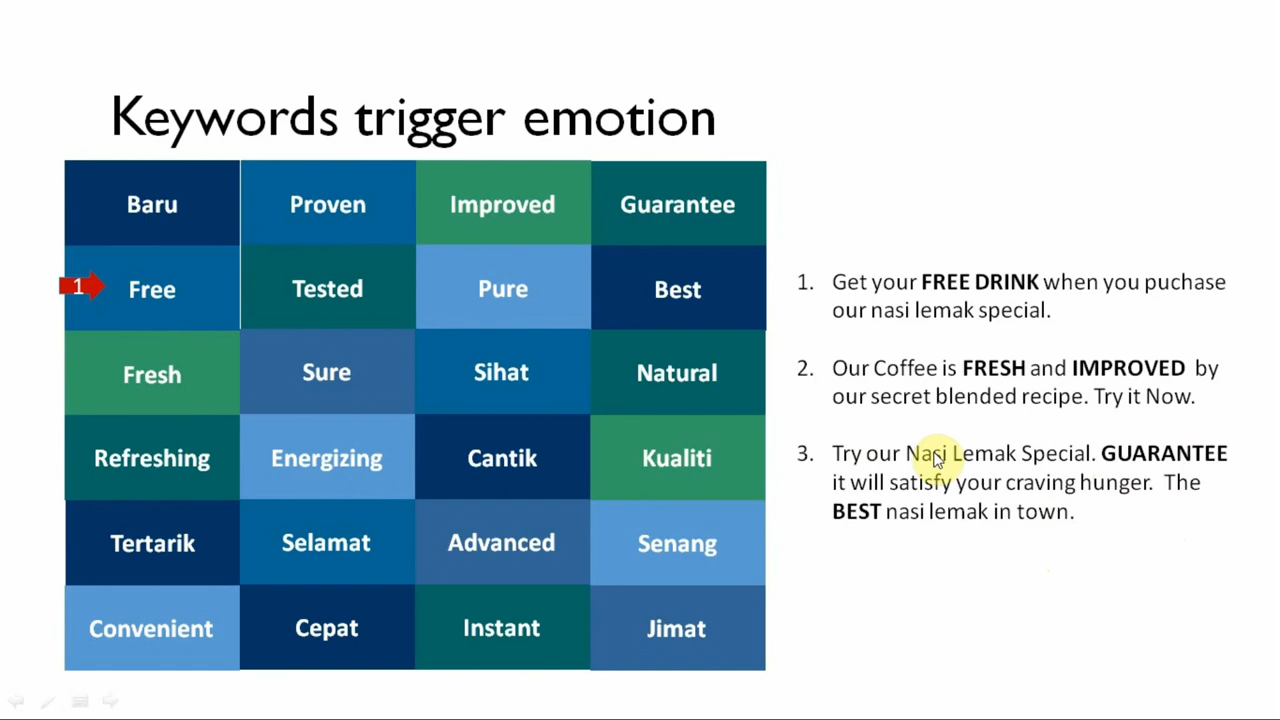 Keywords trigger emotion
Baru Proven Improved Guarantee
1 Free Tested Pure Best
Fresh Sure Sihat Natural
Refreshing Energizing Cantik Kualiti
Tertarik Selamat Advanced Senang
Convenient Cepat Instant Jimat
1. Get your FREE DRINK when you puchase
our nasi lemak special.
2. Our Coffee is FRESH and IMPROVED by
our secret blended recipe. Try it Now.
3. Try our Nasi Lemak Special. GUARANTEE
it will satisfy your craving hunger. The
BEST nasi lemak in town.